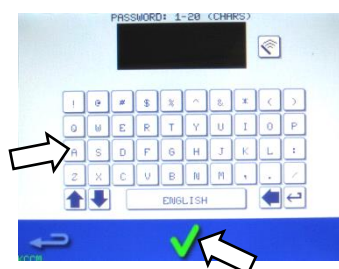 PASSWORD: 1-20 (CHARS)
! @ # $ % ^ & * ( )
Q W E R T Y U I O P
A S D F G H J K L :
Z X C V B N M , . /
ENGLISH